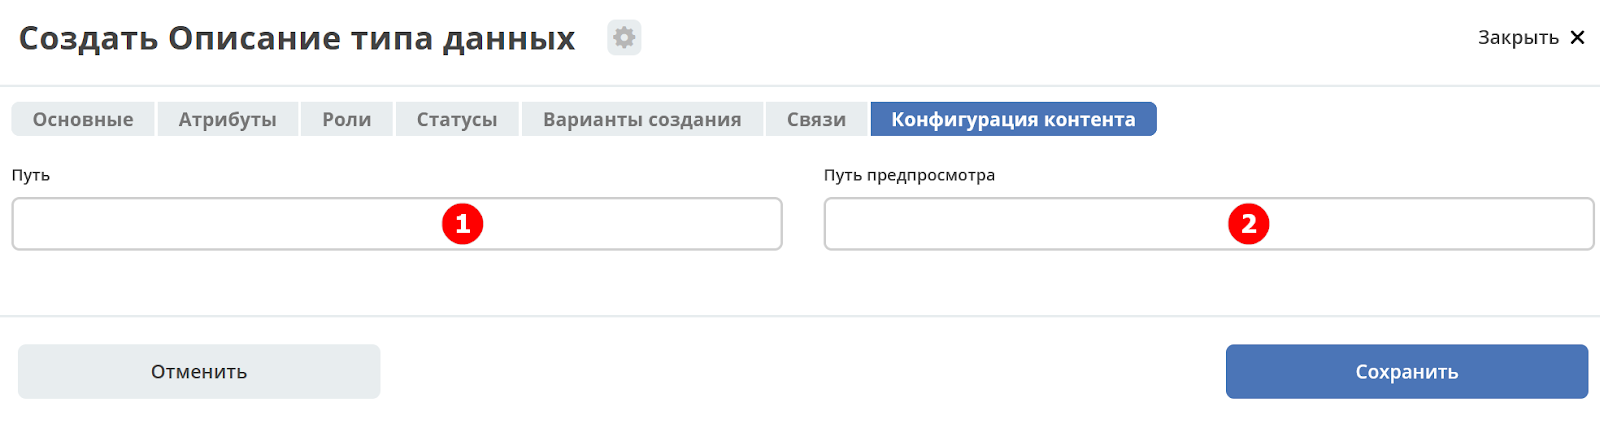 Создать Описание типа данных
Закрыть
Основные Атрибуты Роли Статусы Варианты создания Связи Конфигурация контента
Путь Путь предпросмотра
1 2
Отменить Сохранить